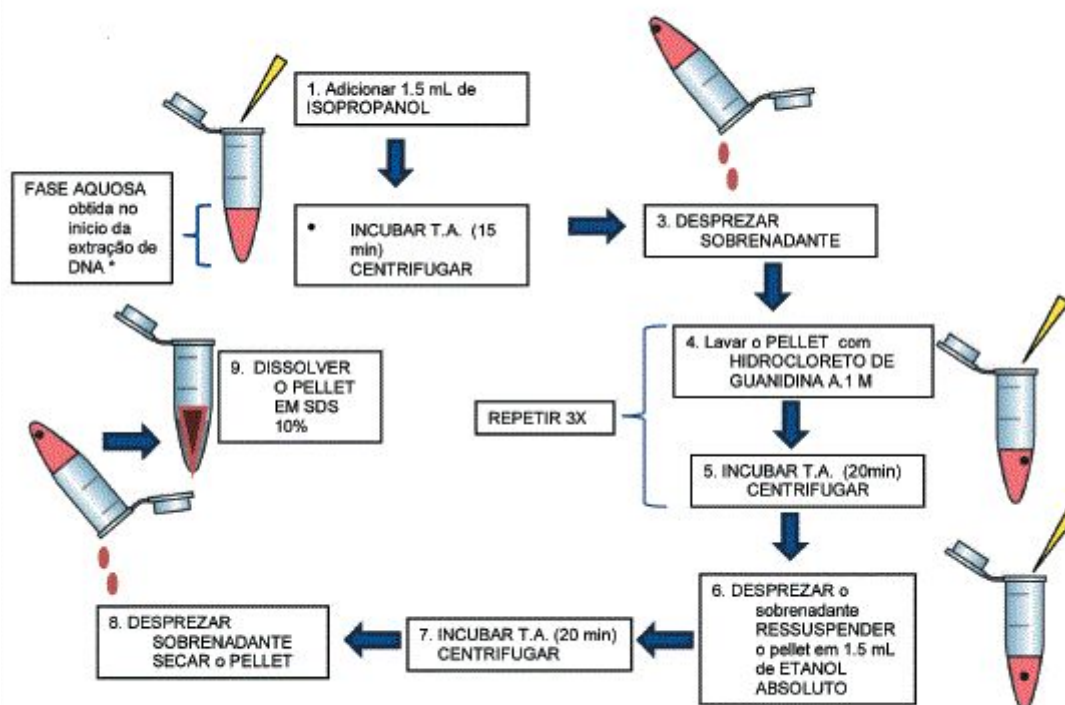 1. Adicionar 1.5 mL de
ISOPROPANOL
FASE AQUOSA
obtida no
inicio da
extração de
DNA *
• INCUBAR T.A. (15
min)
CENTRIFUGAR
3. DESPREZAR
SOBRENADANTE
4. Lavar o PELLET com
HIDROCLORETO DE
GUANIDINA A.1 M
REPETIR 3X
5. INCUBAR T.A. (20min)
CENTRIFUGAR
6. DESPREZAR o
sobrenadante
RESSUSPENDER
o pellet em 1.5 mL
de ETANOL
ABSOLUTO
7. INCUBAR T.A. (20 min)
CENTRIFUGAR
8. DESPREZAR
SOBRENADANTE
SECAR o PELLET
9. DISSOLVER
O PELLET
EM SDS
10%